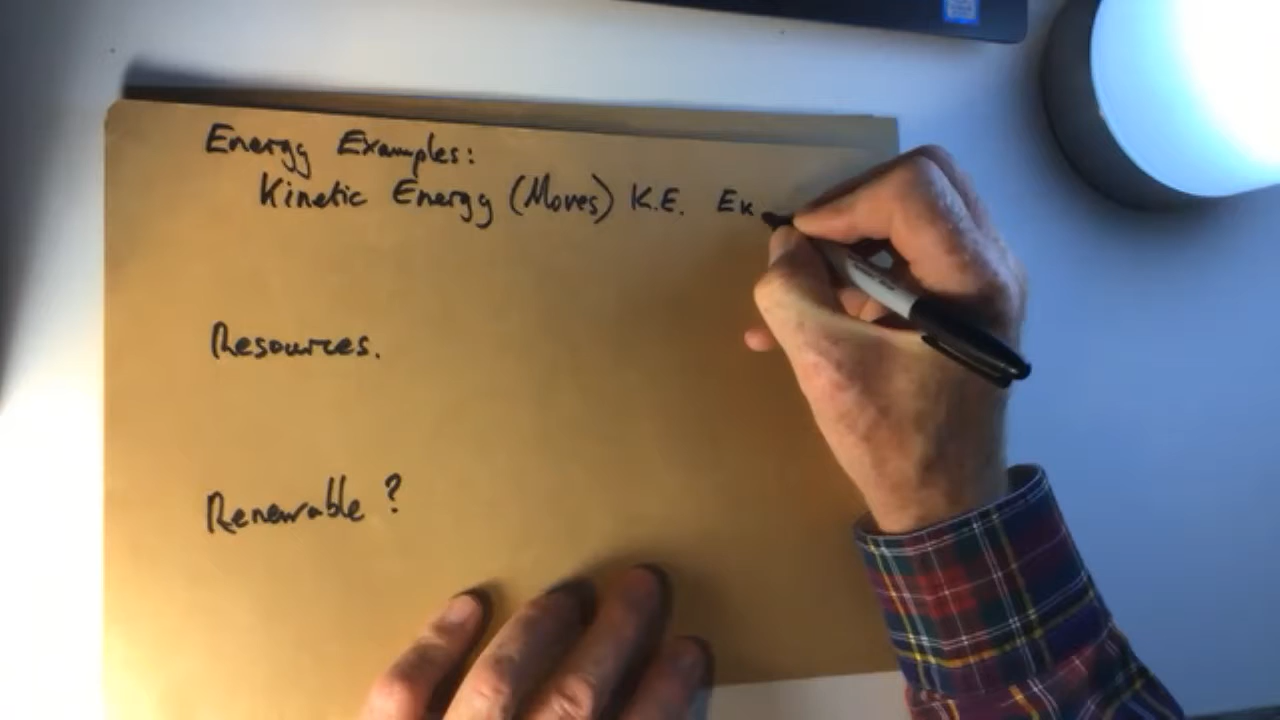 Energy Examples:
Kinetic Energy (Moves) K.E. Ek
Resources.
Renewable ?